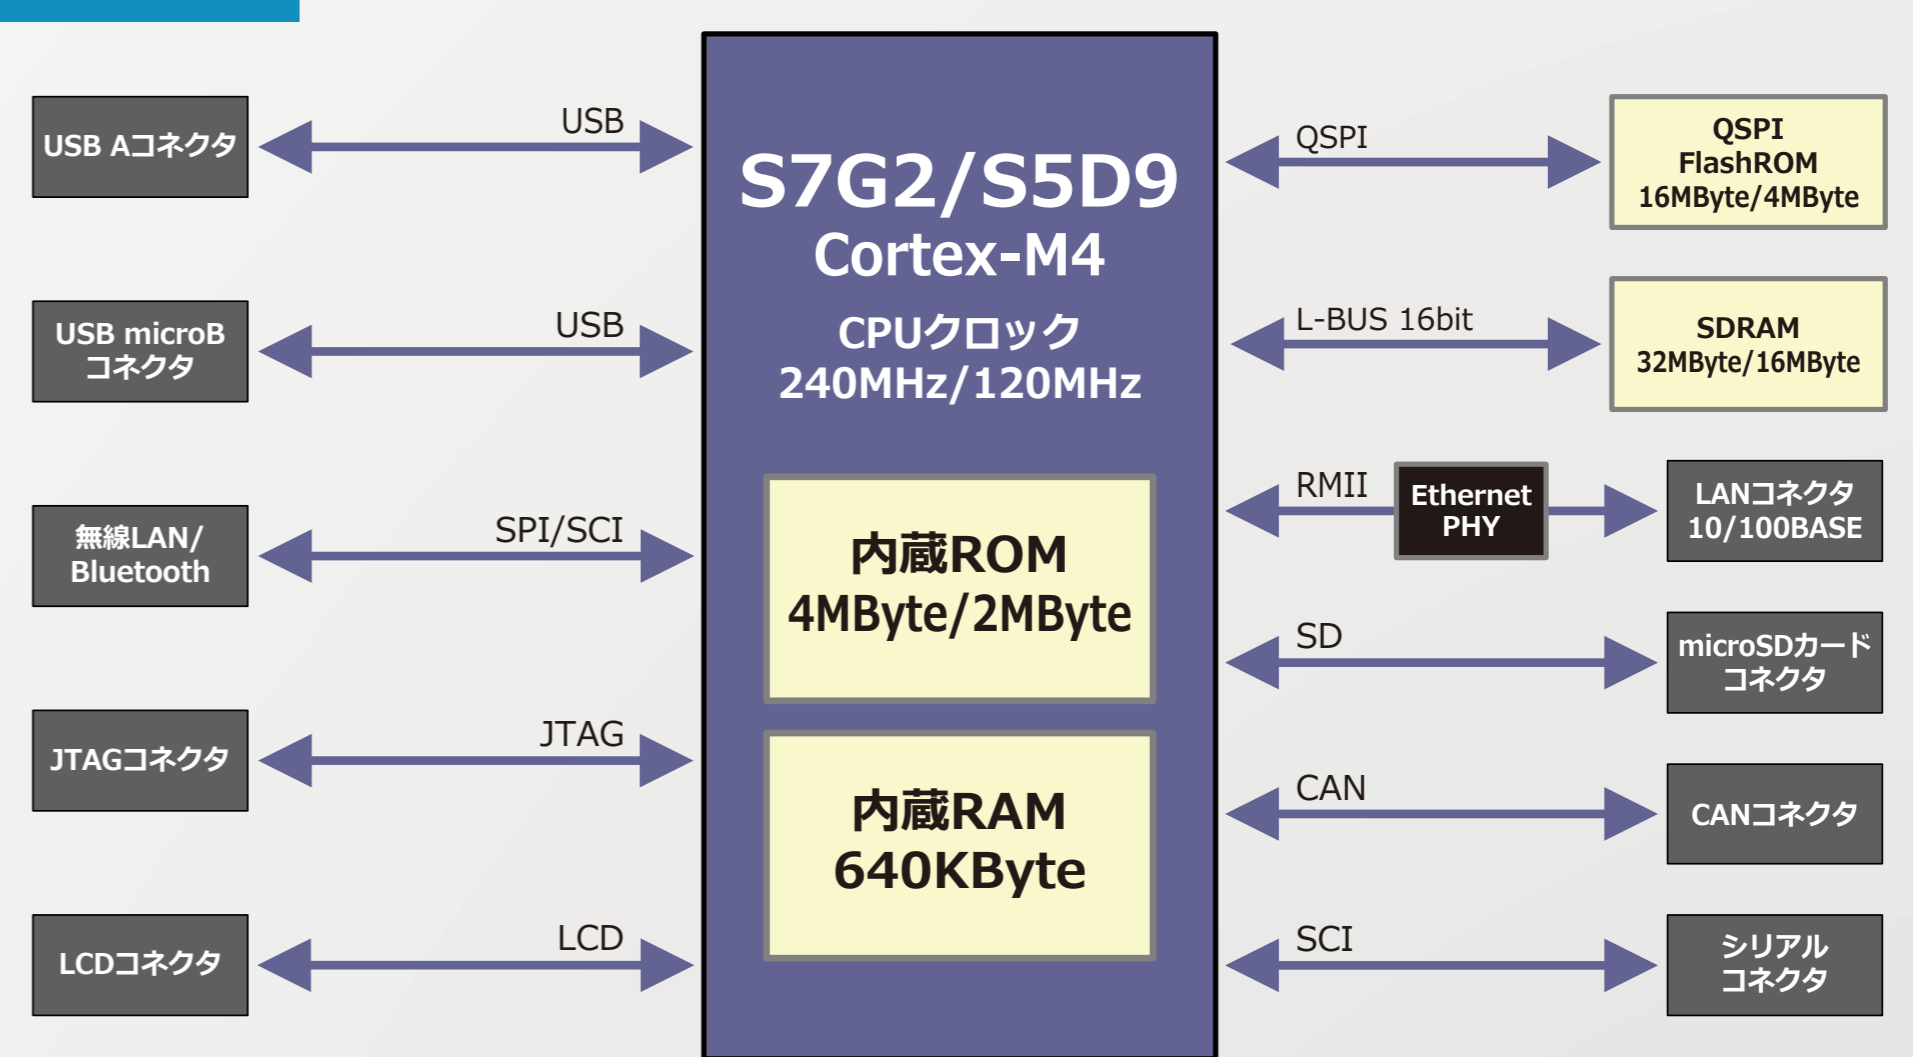 USB Aコネクタ
USB
USB microB
コネクタ
USB
無線LAN/
Bluetooth
SPI/SCI
JTAGコネクタ
JTAG
LCDコネクタ
LCD
S7G2/S5D9
Cortex-M4
CPUクロック
240MHz/120MHz
内蔵ROM
4MByte/2MByte
内蔵RAM
640KByte
QSPI
QSPI
FlashROM
16MByte/4MByte
L-BUS 16bit
SDRAM
32MByte/16MByte
RMII
Ethernet
PHY
LANコネクタ
10/100BASE
SD
microSDカード
コネクタ
CAN
CANコネクタ
SCI
シリアル
コネクタ